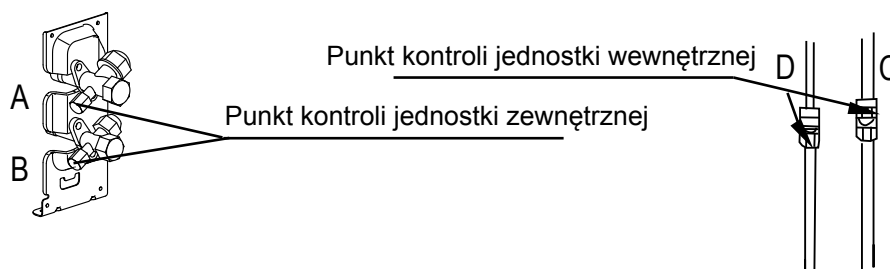 Punkt kontroli jednostki wewnętrznej
D
C
A
Punkt kontroli jednostki zewnętrznej
B